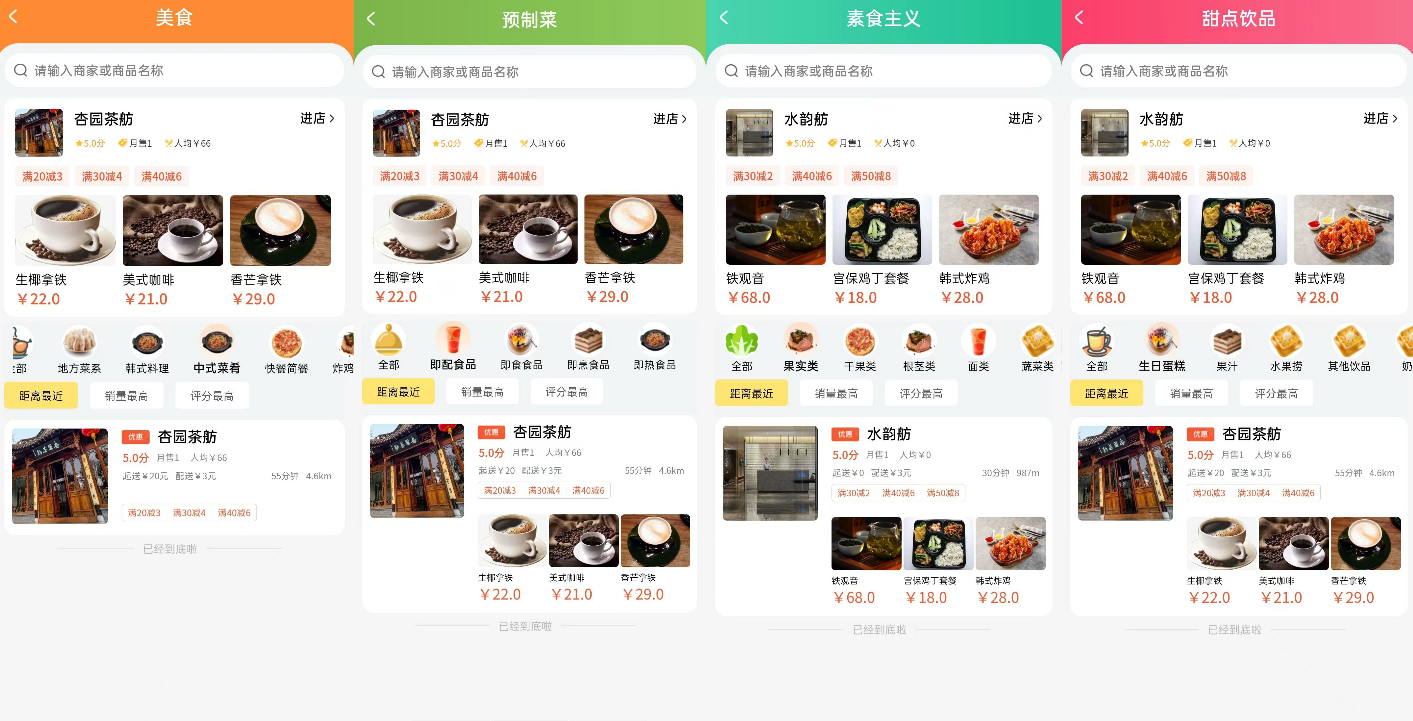 美食
请输入商家或商品名称
杏园茶舫
进店
5.0分 月售1 人均￥66
满20减3 满30减4 满40减6
生椰拿铁 美式咖啡 香芒拿铁
￥22.0 ￥21.0 ￥29.0
地方菜系 韩式料理 中式菜肴 快餐简餐 炸鸡
距离最近 销量最高 评分最高
优惠 杏园茶舫
5.0分 月售1 人均￥66
起送￥20元 配送￥3元 55分钟 4.6km
满20减3 满30减4 满40减6
已经到底啦
预制菜
请输入商家或商品名称
杏园茶舫
进店
5.0分 月售1 人均￥66
满20减3 满30减4 满40减6
生椰拿铁 美式咖啡 香芒拿铁
￥22.0 ￥21.0 ￥29.0
全部 即配食品 即食食品 即烹食品 即热食品
距离最近 销量最高 评分最高
优惠 杏园茶舫
5.0分 月售1 人均￥66
起送￥20 配送￥3元 55分钟 4.6km
满20减3 满30减4 满40减6
生椰拿铁 美式咖啡 香芒拿铁
￥22.0 ￥21.0 ￥29.0
已经到底啦
素食主义
请输入商家或商品名称
水韵舫
进店
5.0分 月售1 人均￥0
满30减2 满40减6 满50减8
铁观音 宫保鸡丁套餐 韩式炸鸡
￥68.0 ￥18.0 ￥28.0
全部 果实类 干果类 根茎类 面类 蔬菜类
距离最近 销量最高 评分最高
优惠 水韵舫
5.0分 月售1 人均￥0
起送￥0 配送￥3元 30分钟 987m
满30减2 满40减6 满50减8
铁观音 宫保鸡丁套餐 韩式炸鸡
￥68.0 ￥18.0 ￥28.0
已经到底啦
甜点饮品
请输入商家或商品名称
水韵舫
进店
5.0分 月售1 人均￥0
满30减2 满40减6 满50减8
铁观音 宫保鸡丁套餐 韩式炸鸡
￥68.0 ￥18.0 ￥28.0
全部 生日蛋糕 果汁 水果捞 其他饮品 奶
距离最近 销量最高 评分最高
优惠 杏园茶舫
5.0分 月售1 人均￥66
起送￥20 配送￥3元 55分钟 4.6km
满20减3 满30减4 满40减6
生椰拿铁 美式咖啡 香芒拿铁
￥22.0 ￥21.0 ￥29.0
已经到底啦